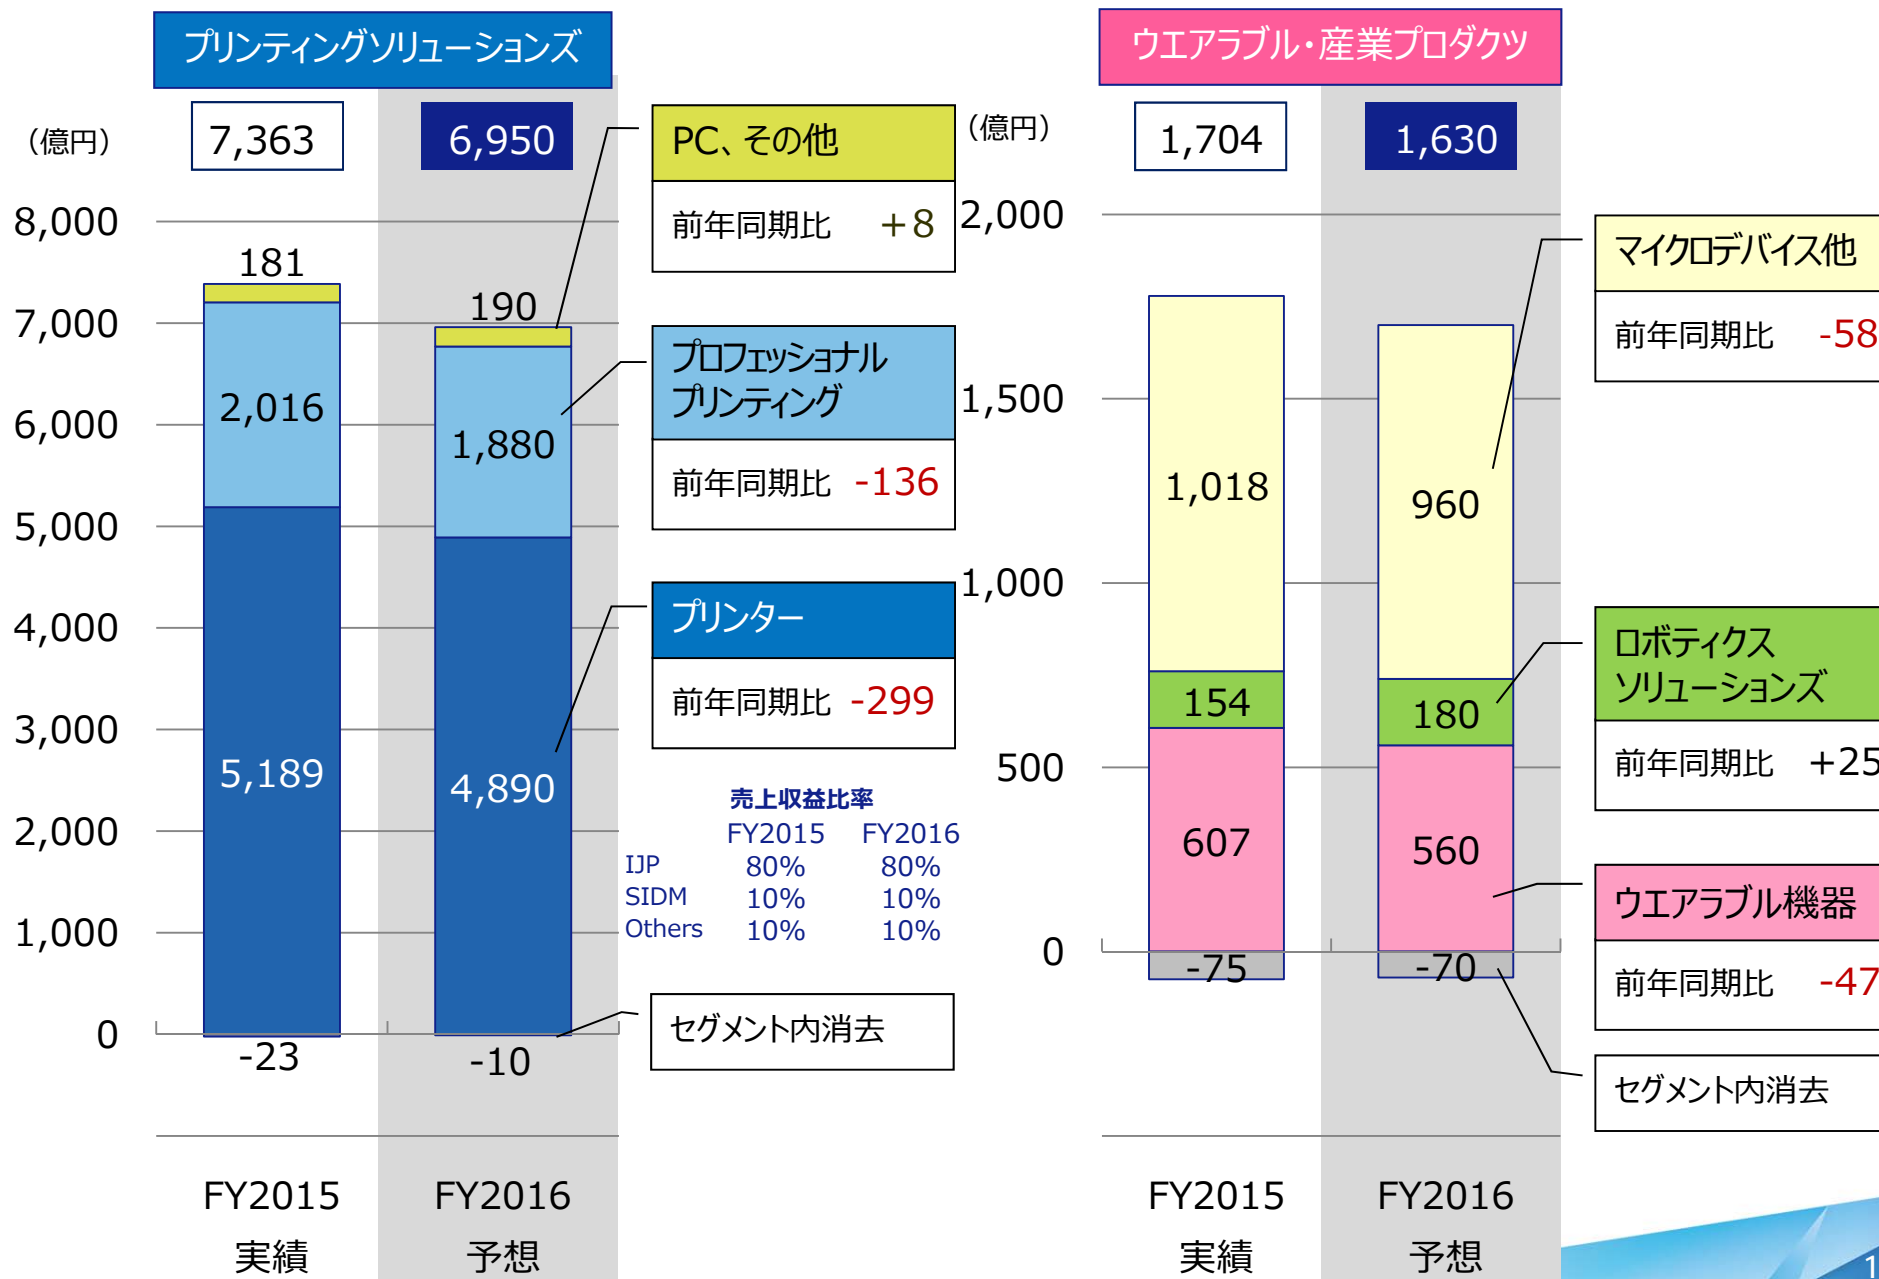 プリンティングソリューションズ
7,363
6,950
（億円）
8,000
7,000
6,000
5,000
4,000
3,000
2,000
1,000
0
181
2,016
5,189
-23
190
1,880
4,890
-10
FY2015
実績
FY2016
予想
PC、その他
前年同期比 +8
プロフェッショナル
プリンティング
前年同期比 -136
プリンター
前年同期比 -299
売上収益比率
FY2015 FY2016
IJP 80% 80%
SIDM 10% 10%
Others 10% 10%
セグメント内消去
ウエアラブル・産業プロダクツ
1,704
1,630
（億円）
2,000
1,500
1,000
500
0
1,018
154
607
-75
960
180
560
-70
FY2015
実績
FY2016
予想
マイクロデバイス他
前年同期比 -58
ロボティクス
ソリューションズ
前年同期比 +25
ウエアラブル機器
前年同期比 -47
セグメント内消去